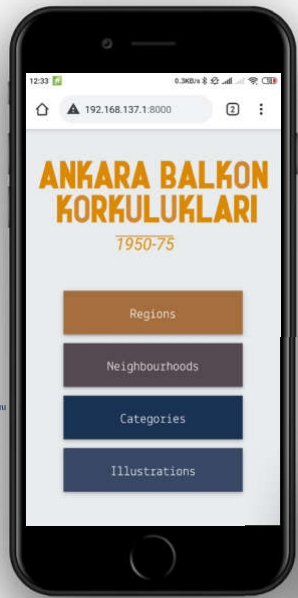 12:33 0.3KB/s
192.168.137.1:8000 2
ANKARA BALKON
KORKULUKLARI
1950-75
Regions
Neighbourhoods
Categories
Illustrations